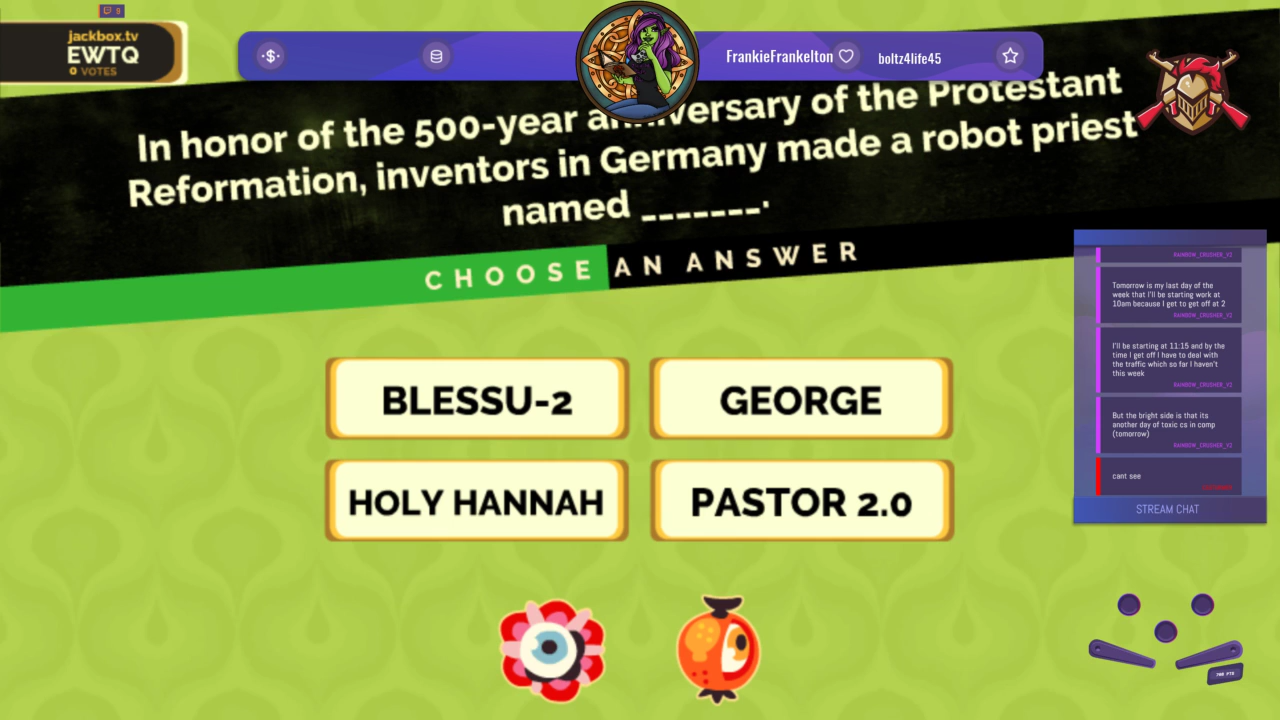 9
jackbox.tv
EWTQ
0 VOTES
FrankieFrankelton
boltz4life45
In honor of the 500-year anniversary of the Protestant
Reformation, inventors in Germany made a robot priest
named _______.
CHOOSE AN ANSWER
BLESSU-2
GEORGE
HOLY HANNAH
PASTOR 2.0
RAINBOW_CRUSHER_V2
Tomorrow is my last day of the
week that I'll be starting work at
10am because I get to get off at 2
RAINBOW_CRUSHER_V2
I'll be starting at 11:15 and by the
time I get off I have to deal with
the traffic which so far I haven't
this week
RAINBOW_CRUSHER_V2
But the bright side is that its
another day of toxic cs in comp
(tomorrow)
RAINBOW_CRUSHER_V2
cant see
STREAM CHAT